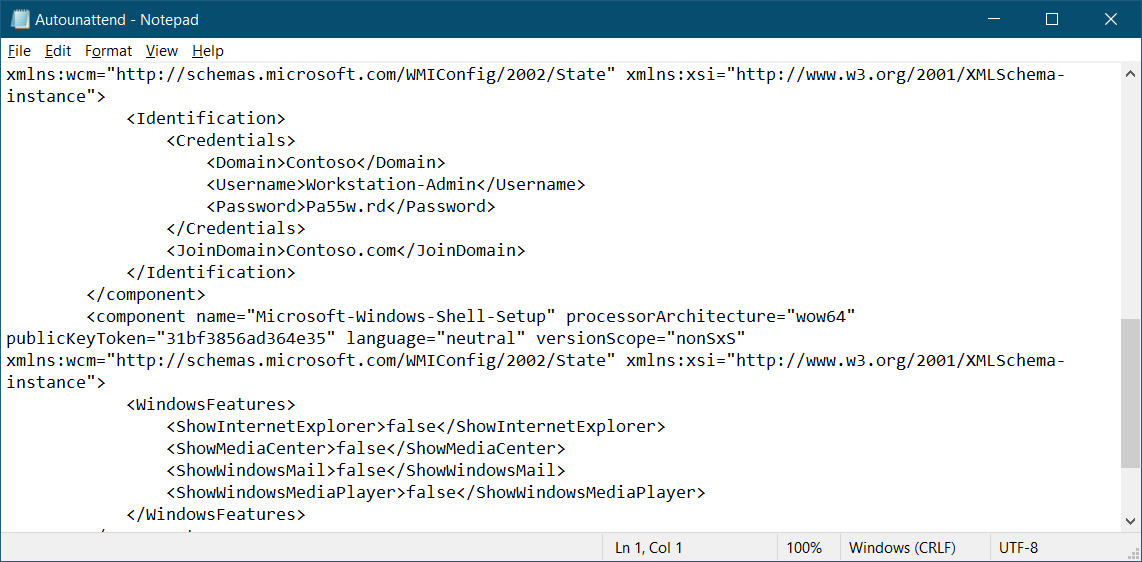 Autounattend - Notepad
File Edit Format View Help
xmlns:wcm="http://schemas.microsoft.com/WMIConfig/2002/State" xmlns:xsi="http://www.w3.org/2001/XMLSchema-
instance">
<Identification>
<Credentials>
<Domain>Contoso</Domain>
<Username>Workstation-Admin</Username>
<Password>Pa55w.rd</Password>
</Credentials>
<JoinDomain>Contoso.com</JoinDomain>
</Identification>
</component>
<component name="Microsoft-Windows-Shell-Setup" processorArchitecture="wow64"
publicKeyToken="31bf3856ad364e35" language="neutral" versionScope="nonSxS"
xmlns:wcm="http://schemas.microsoft.com/WMIConfig/2002/State" xmlns:xsi="http://www.w3.org/2001/XMLSchema-
instance">
<WindowsFeatures>
<ShowInternetExplorer>false</ShowInternetExplorer>
<ShowMediaCenter>false</ShowMediaCenter>
<ShowWindowsMail>false</ShowWindowsMail>
<ShowWindowsMediaPlayer>false</ShowWindowsMediaPlayer>
</WindowsFeatures>
Ln 1, Col 1 100% Windows (CRLF) UTF-8